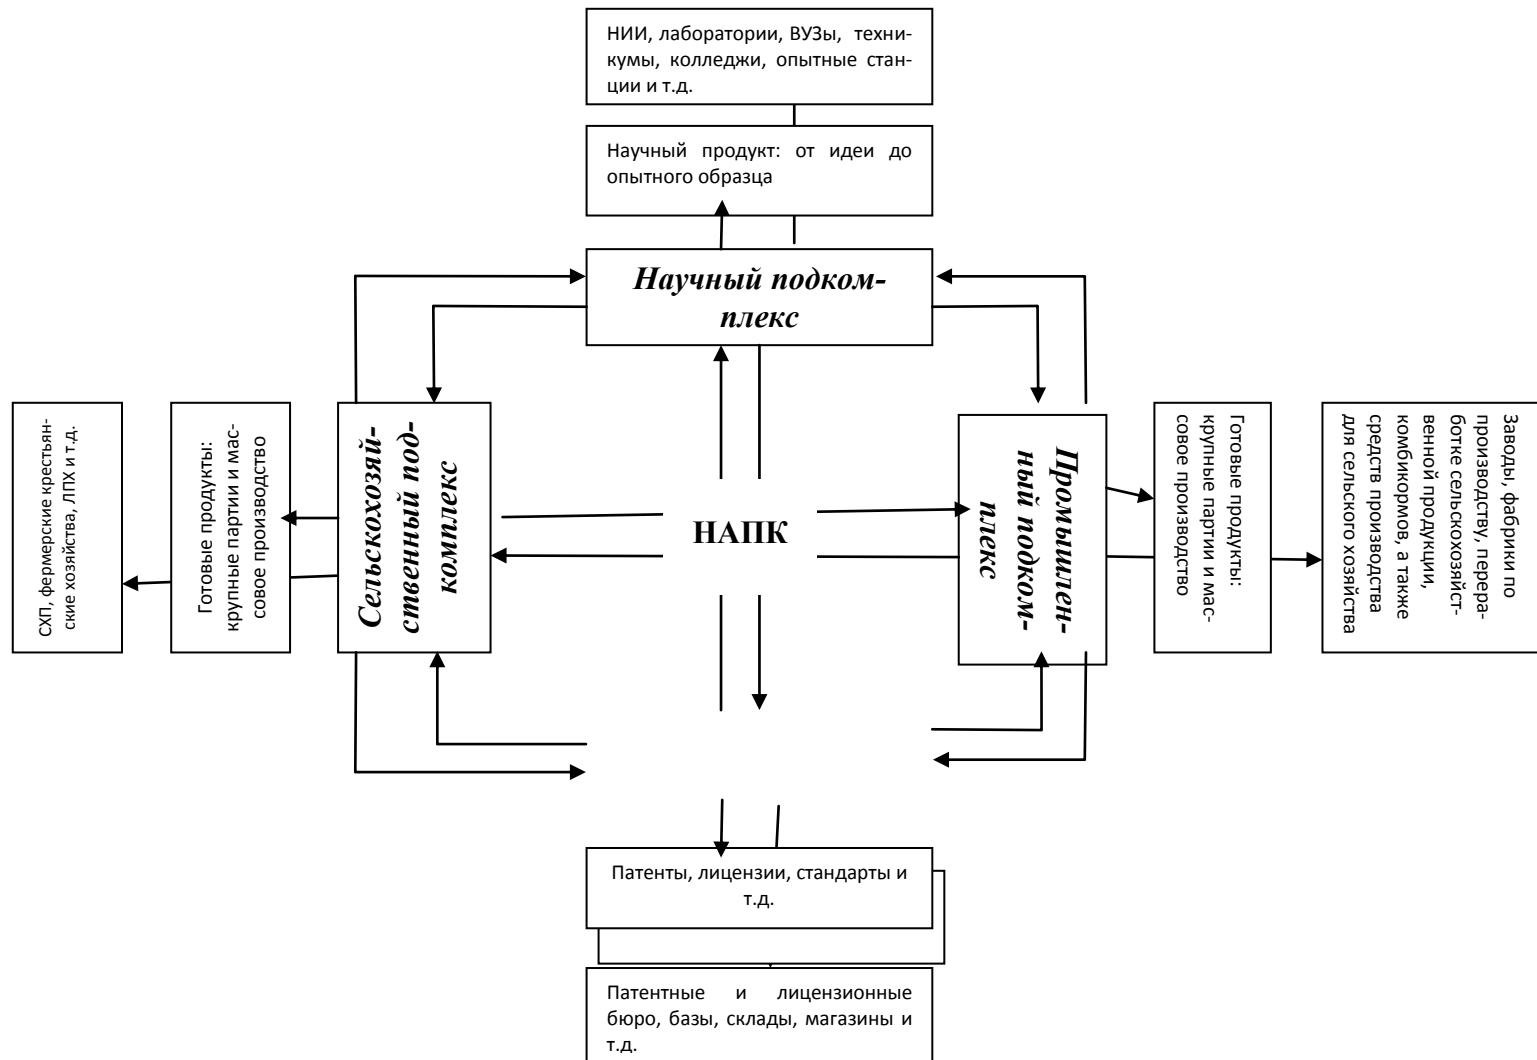 НИИ, лаборатории, ВУЗы, техни-
кумы, колледжи, опытные стан-
ции и т.д.
Научный продукт: от идеи до
опытного образца
Научный подком-
плекс
СХП, фермерские крестьян-
ские хозяйства, ЛПХ и т.д.
Готовые продукты:
крупные партии и мас-
совое производство
Сельскохозяй-
ственный под-
комплекс
НАПК
Промышлен-
ный подком-
плекс
Готовые продукты:
крупные партии и мас-
совое производство
Заводы, фабрики по
производству, перера-
ботке сельскохозяйст-
венной продукции,
комбикормов, а также
средств производства
для сельского хозяйства
Патенты, лицензии, стандарты и
т.д.
Патентные и лицензионные
бюро, базы, склады, магазины и
т.д.